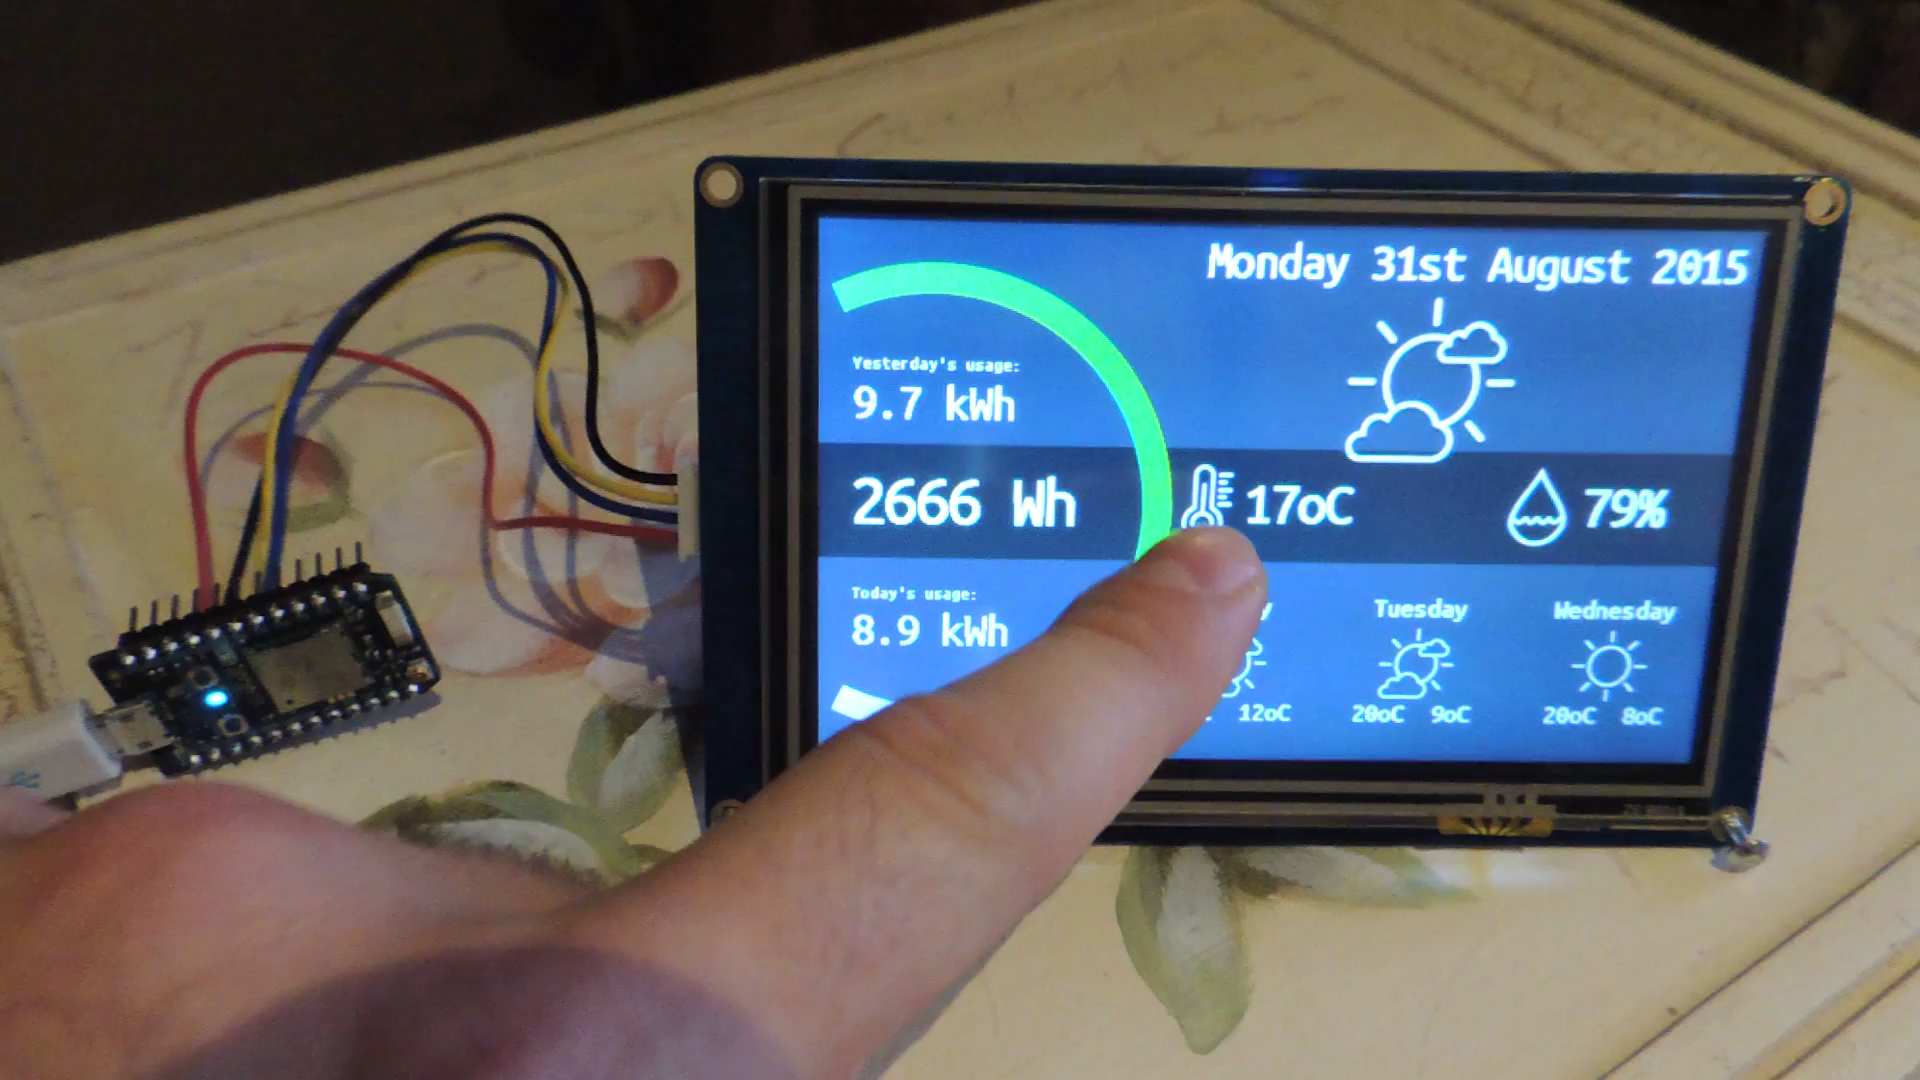 Monday 31st August 2015
Yesterday's usage:
9.7 kWh
2666 Wh
17oC
79%
Today's usage:
8.9 kWh
Tuesday
Wednesday
12oC
20oC 9oC
20oC 8oC